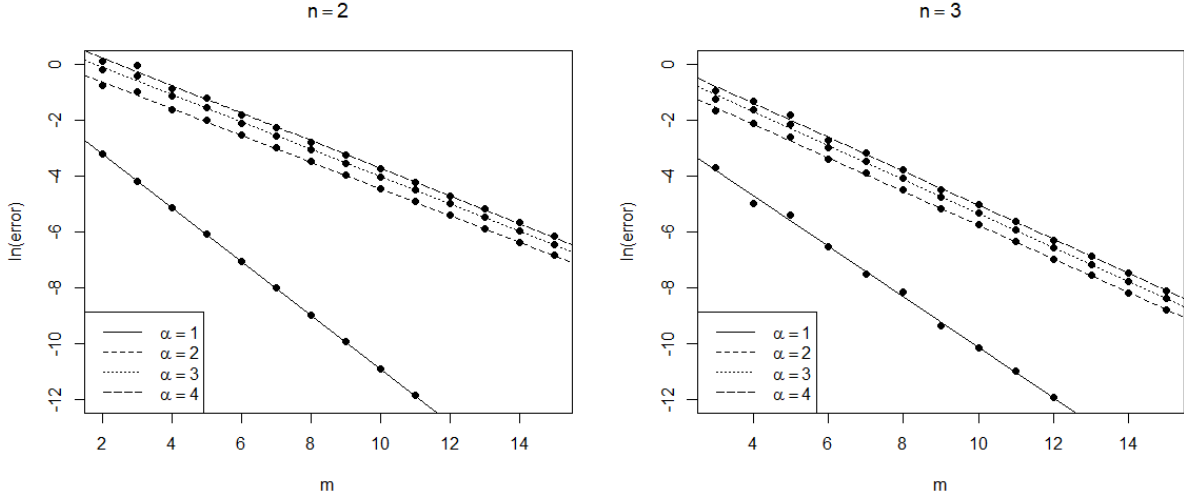 n = 2
ln(error)
0
-2
-4
-6
-8
-10
-12
α = 1
α = 2
α = 3
α = 4
2 4 6 8 10 12 14
m
n = 3
ln(error)
0
-2
-4
-6
-8
-10
-12
α = 1
α = 2
α = 3
α = 4
4 6 8 10 12 14
m